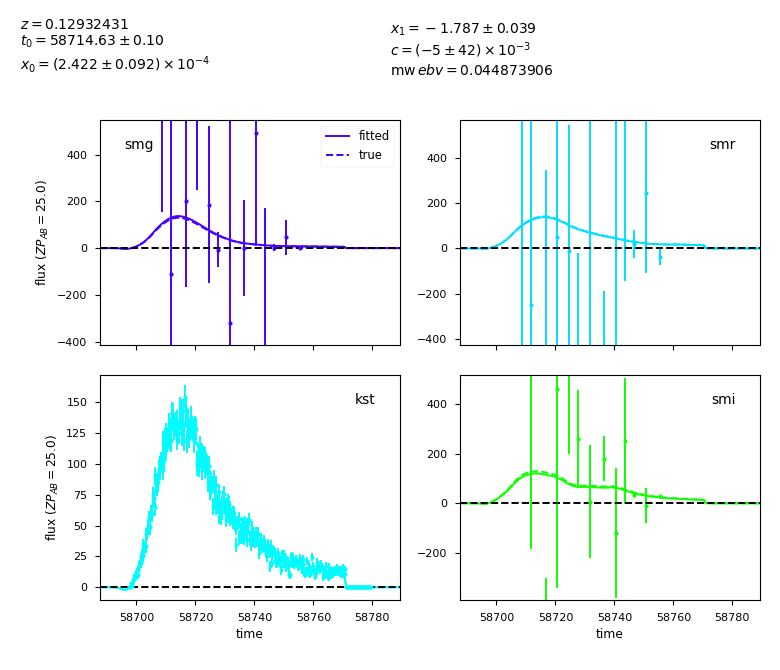 z = 0.12932431
t₀ = 58714.63 ± 0.10
x₀ = (2.422 ± 0.092) × 10⁻⁴
x₁ = −1.787 ± 0.039
c = (−5 ± 42) × 10⁻³
mw ebv = 0.044873906
smg
fitted
true
400
200
0
−200
−400
flux (ZP_AB = 25.0)
smr
400
200
0
−200
−400
kst
150
125
100
75
50
25
0
flux (ZP_AB = 25.0)
58700 58720 58740 58760 58780
time
smi
400
200
0
−200
58700 58720 58740 58760 58780
time